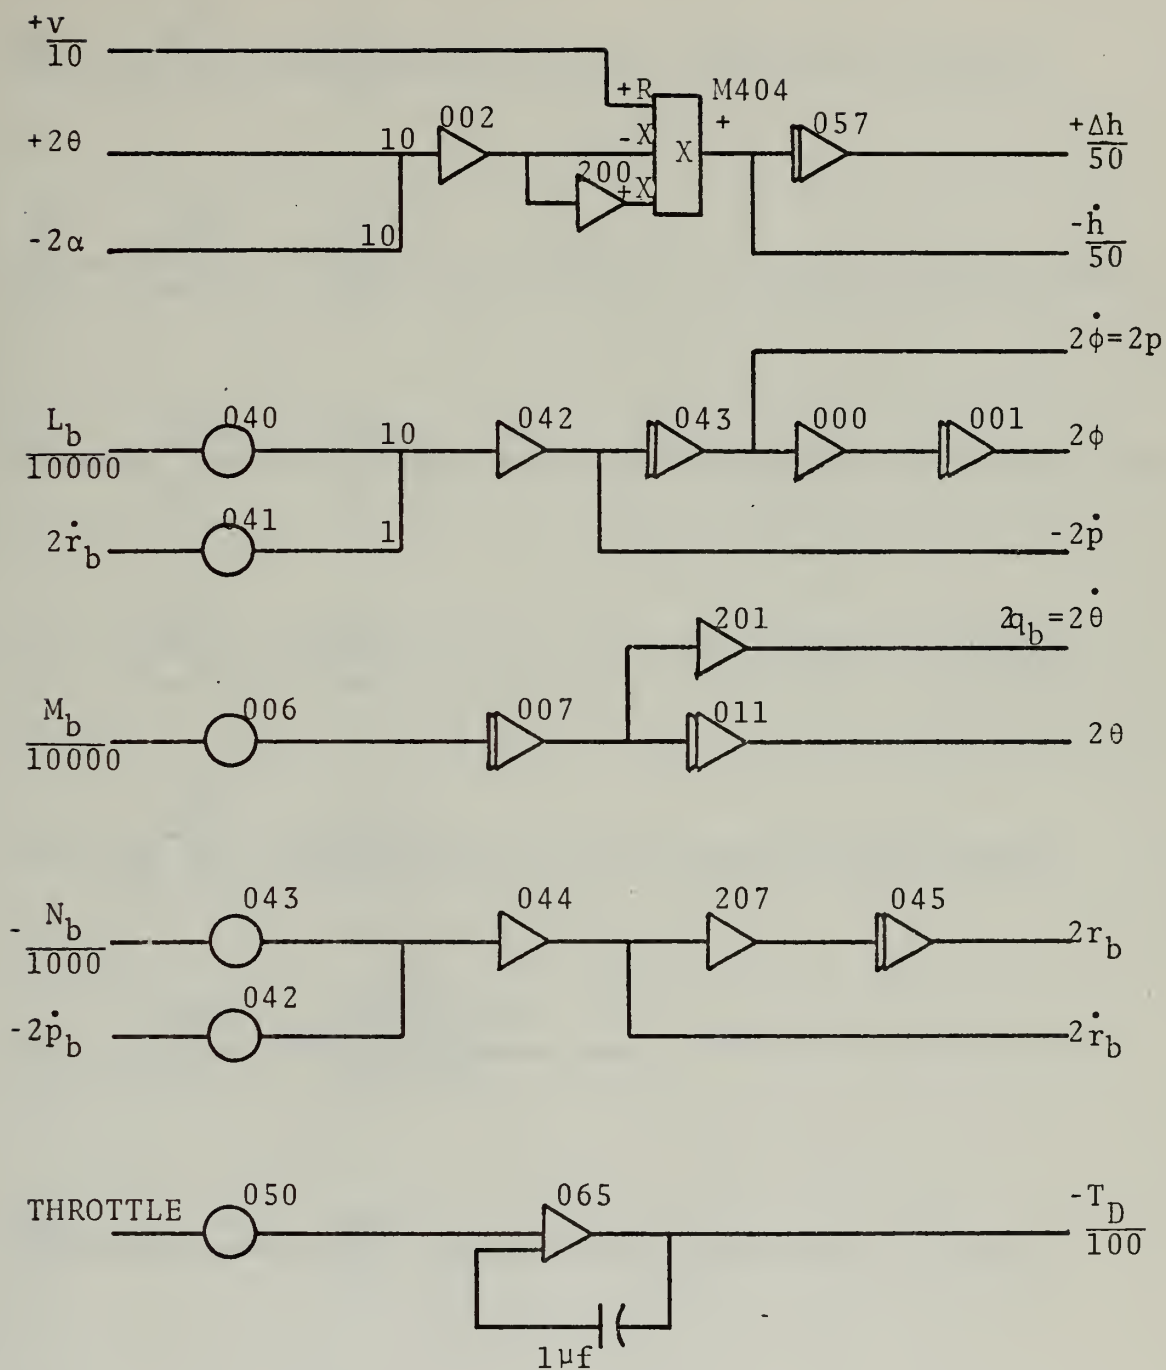 +v/10
+R M404
002 + 057
+2θ 10 -X X +Δh/50
200 +X
-2α 10 -ḣ/50
2φ̇=2p
L_b/10000 040 10 042 043 000 001 2φ
2ṙ_b 041 1 -2ṗ
201 2q_b=2θ̇
M_b/10000 006 007 011 2θ
-N_b/1000 043 044 207 045 2r_b
-2ṗ_b 042 2ṙ_b
THROTTLE 050 065 -T_D/100
1μf